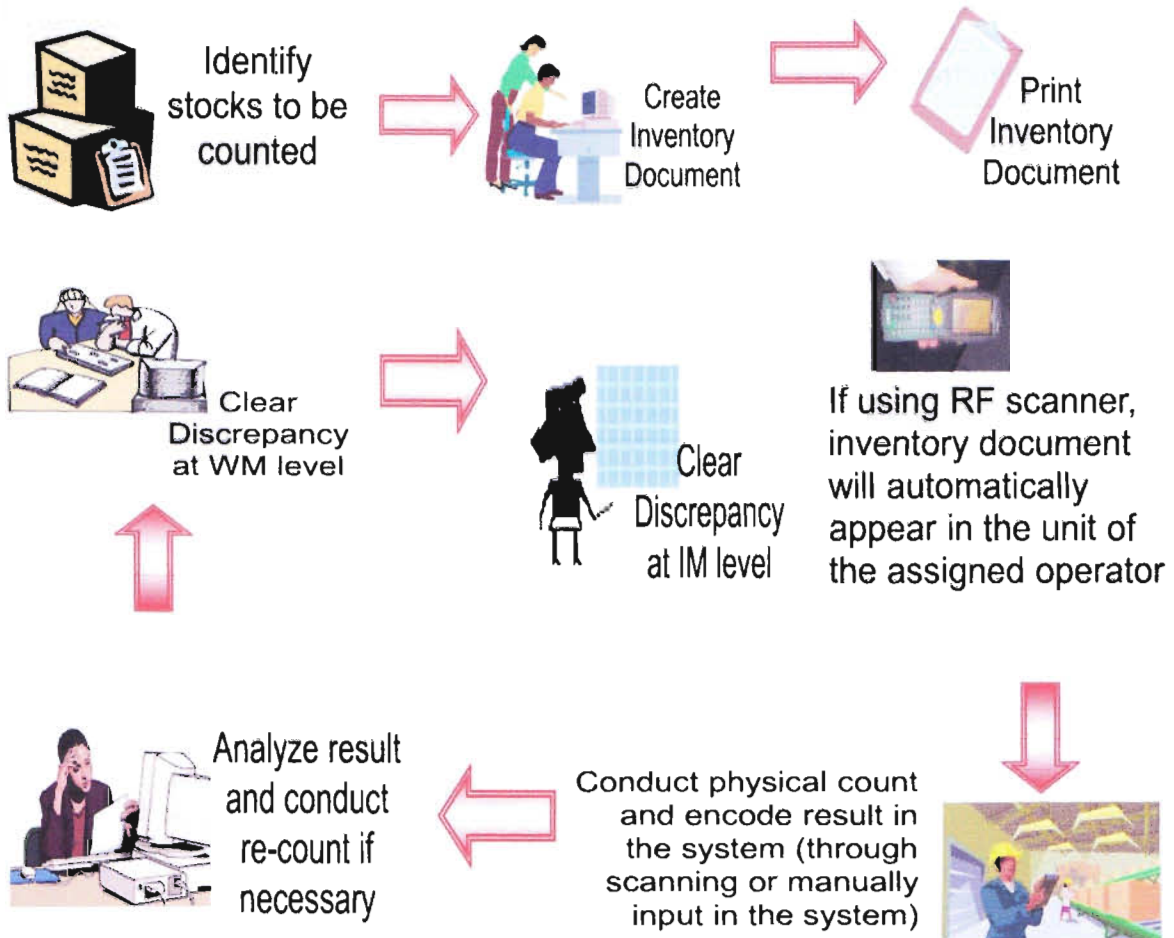 Identify
stocks to be
counted
Create
Inventory
Document
Print
Inventory
Document
If using RF scanner,
inventory document
will automatically
appear in the unit of
the assigned operator
Conduct physical count
and encode result in
the system (through
scanning or manually
input in the system)
Analyze result
and conduct
re-count if
necessary
Clear
Discrepancy
at WM level
Clear
Discrepancy
at IM level